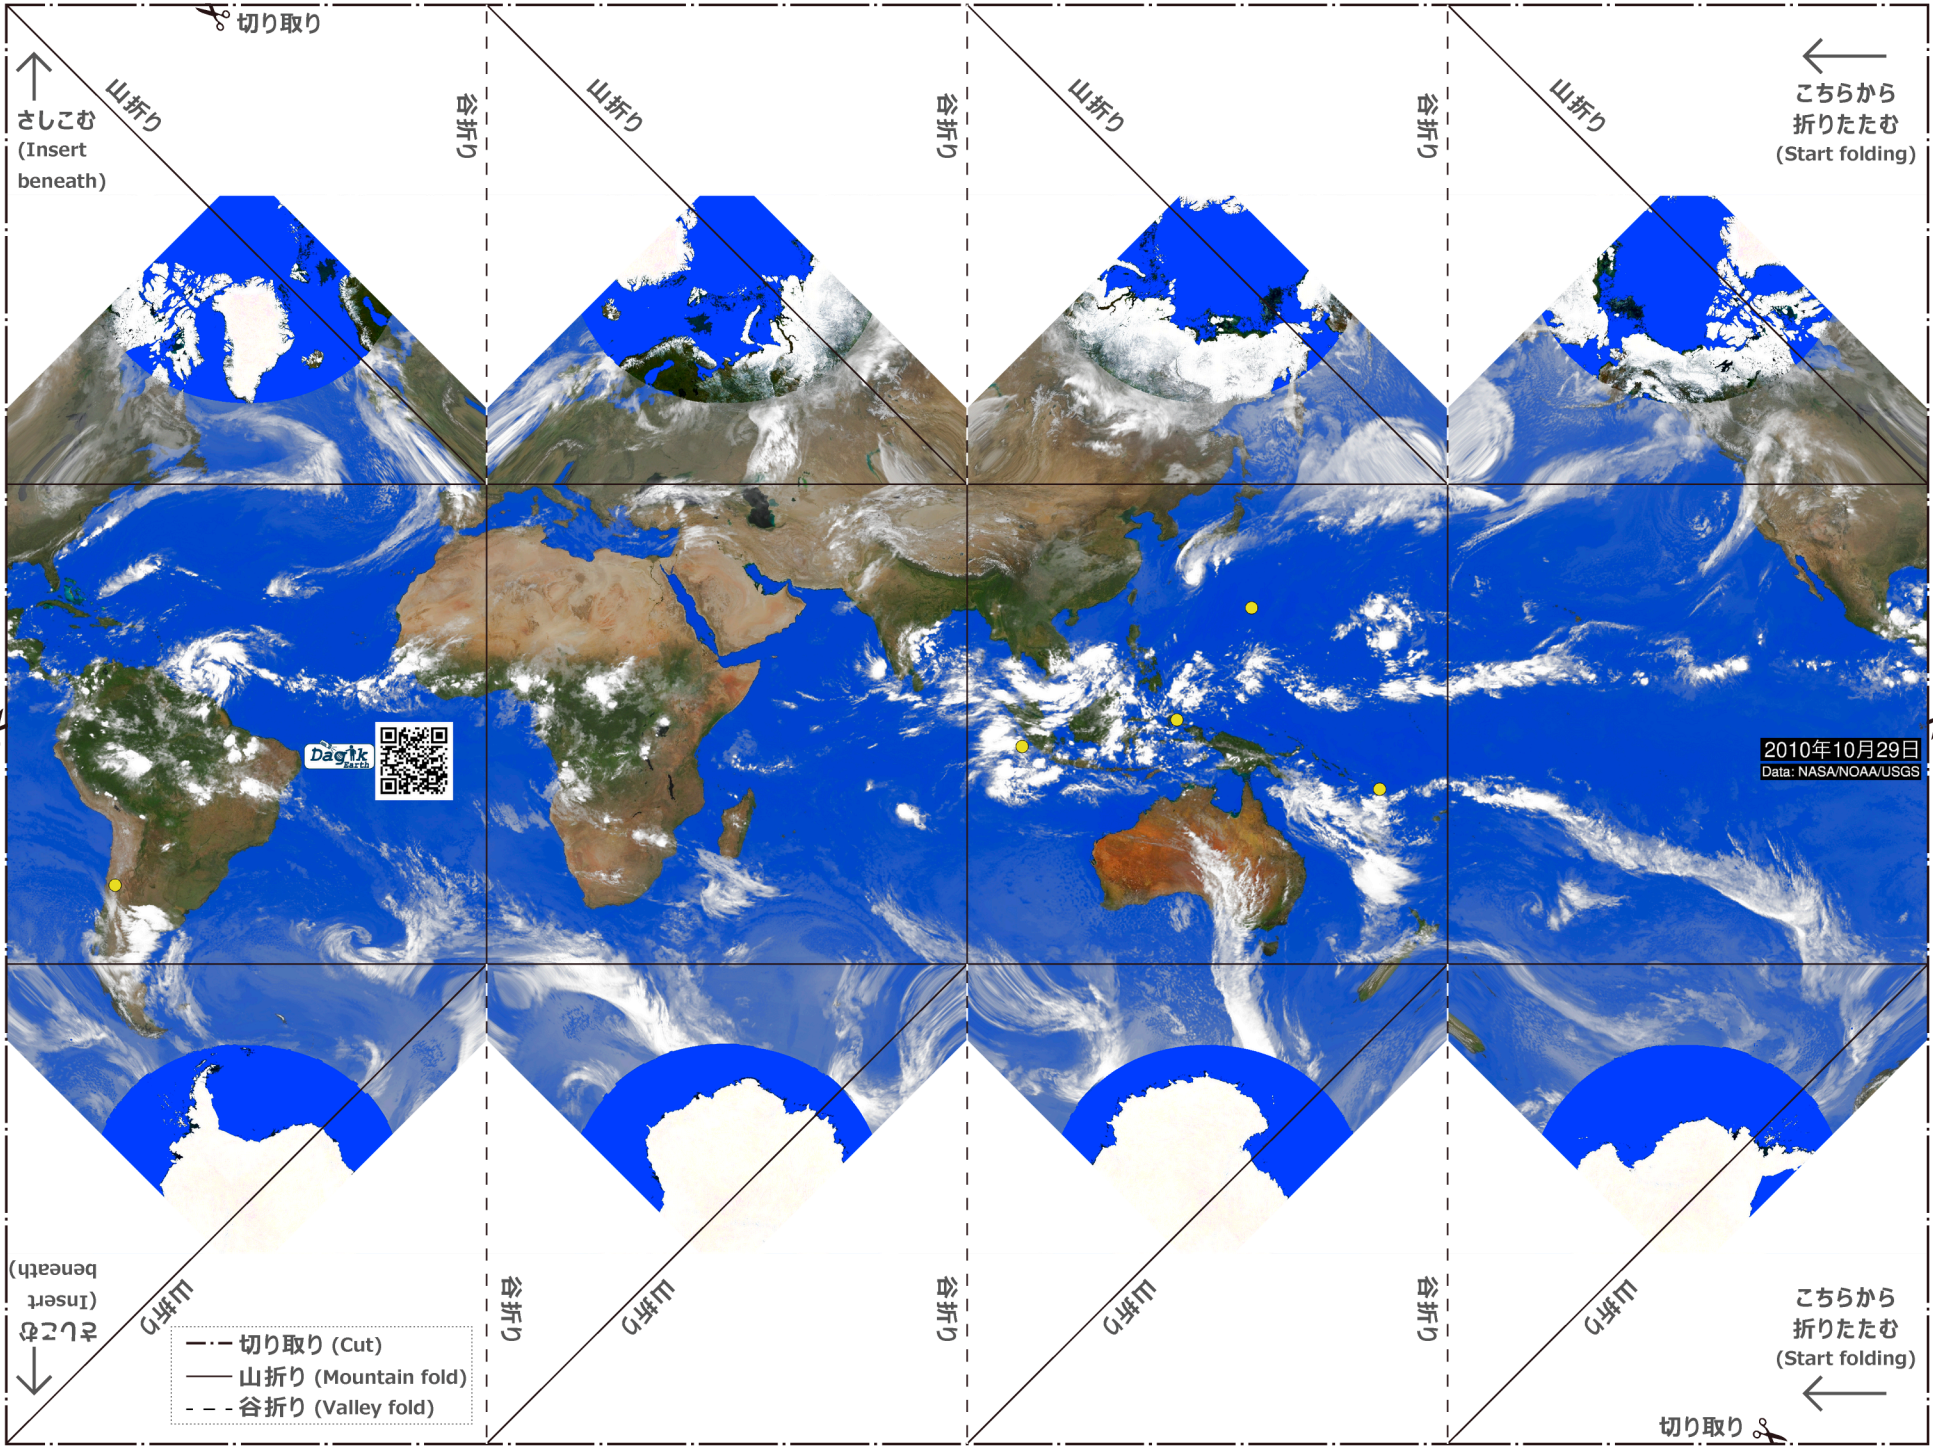 切り取り
山折り
谷折り
山折り
谷折り
山折り
谷折り
山折り
さしこむ
(Insert
beneath)
こちらから
折りたたむ
(Start folding)
Dagik
Earth
2010年10月29日
Data: NASA/NOAA/USGS
さしこむ
(Insert
beneath)
山折り
谷折り
山折り
谷折り
山折り
谷折り
山折り
こちらから
折りたたむ
(Start folding)
切り取り (Cut)
山折り (Mountain fold)
谷折り (Valley fold)
切り取り